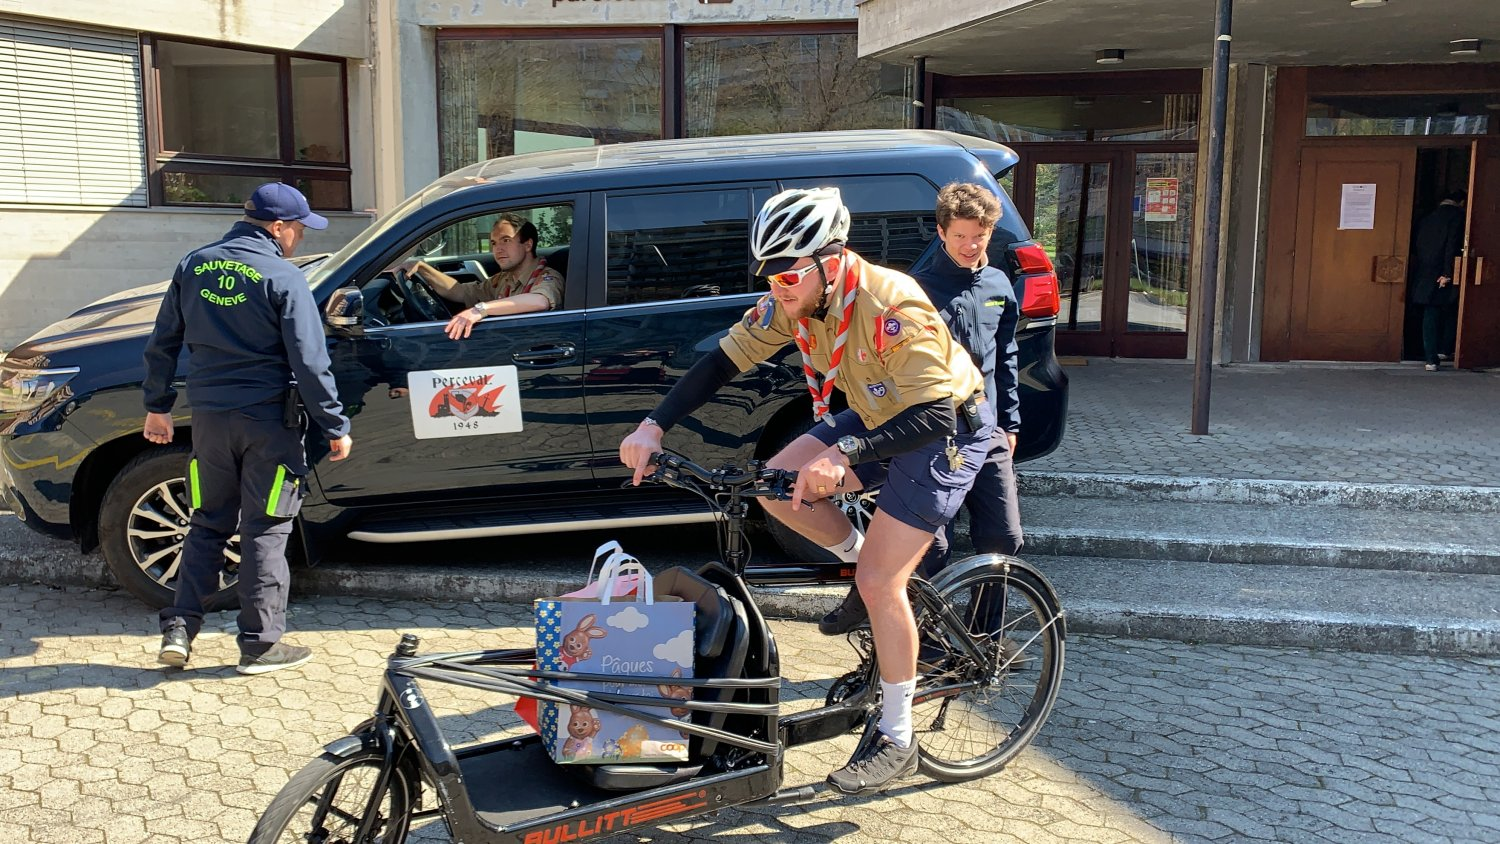 SAUVETAGE
10
GENEVE
Perceval
1948
Pâques
coop
BULLITT